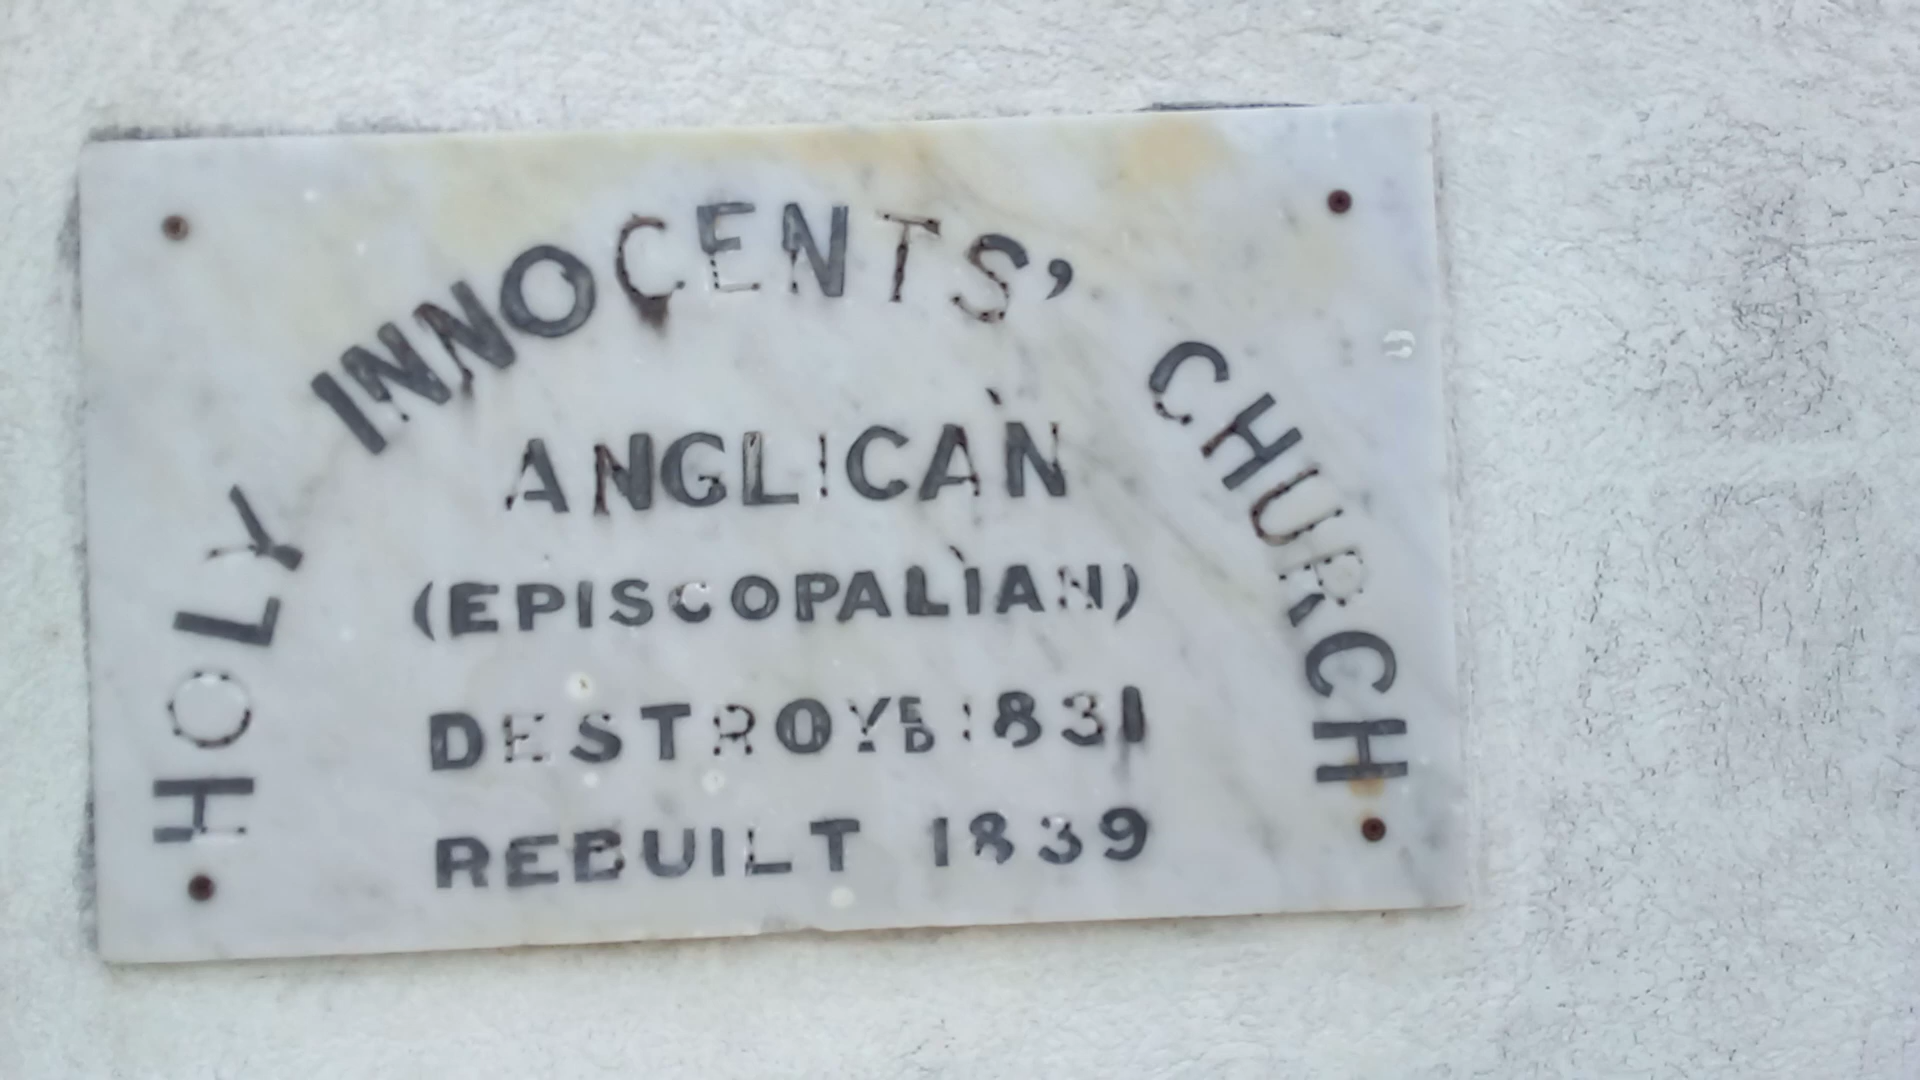 HOLY INNOCENTS' CHURCH
ANGLICAN
(EPISCOPALIAN)
DESTROYED 1831
REBUILT 1839